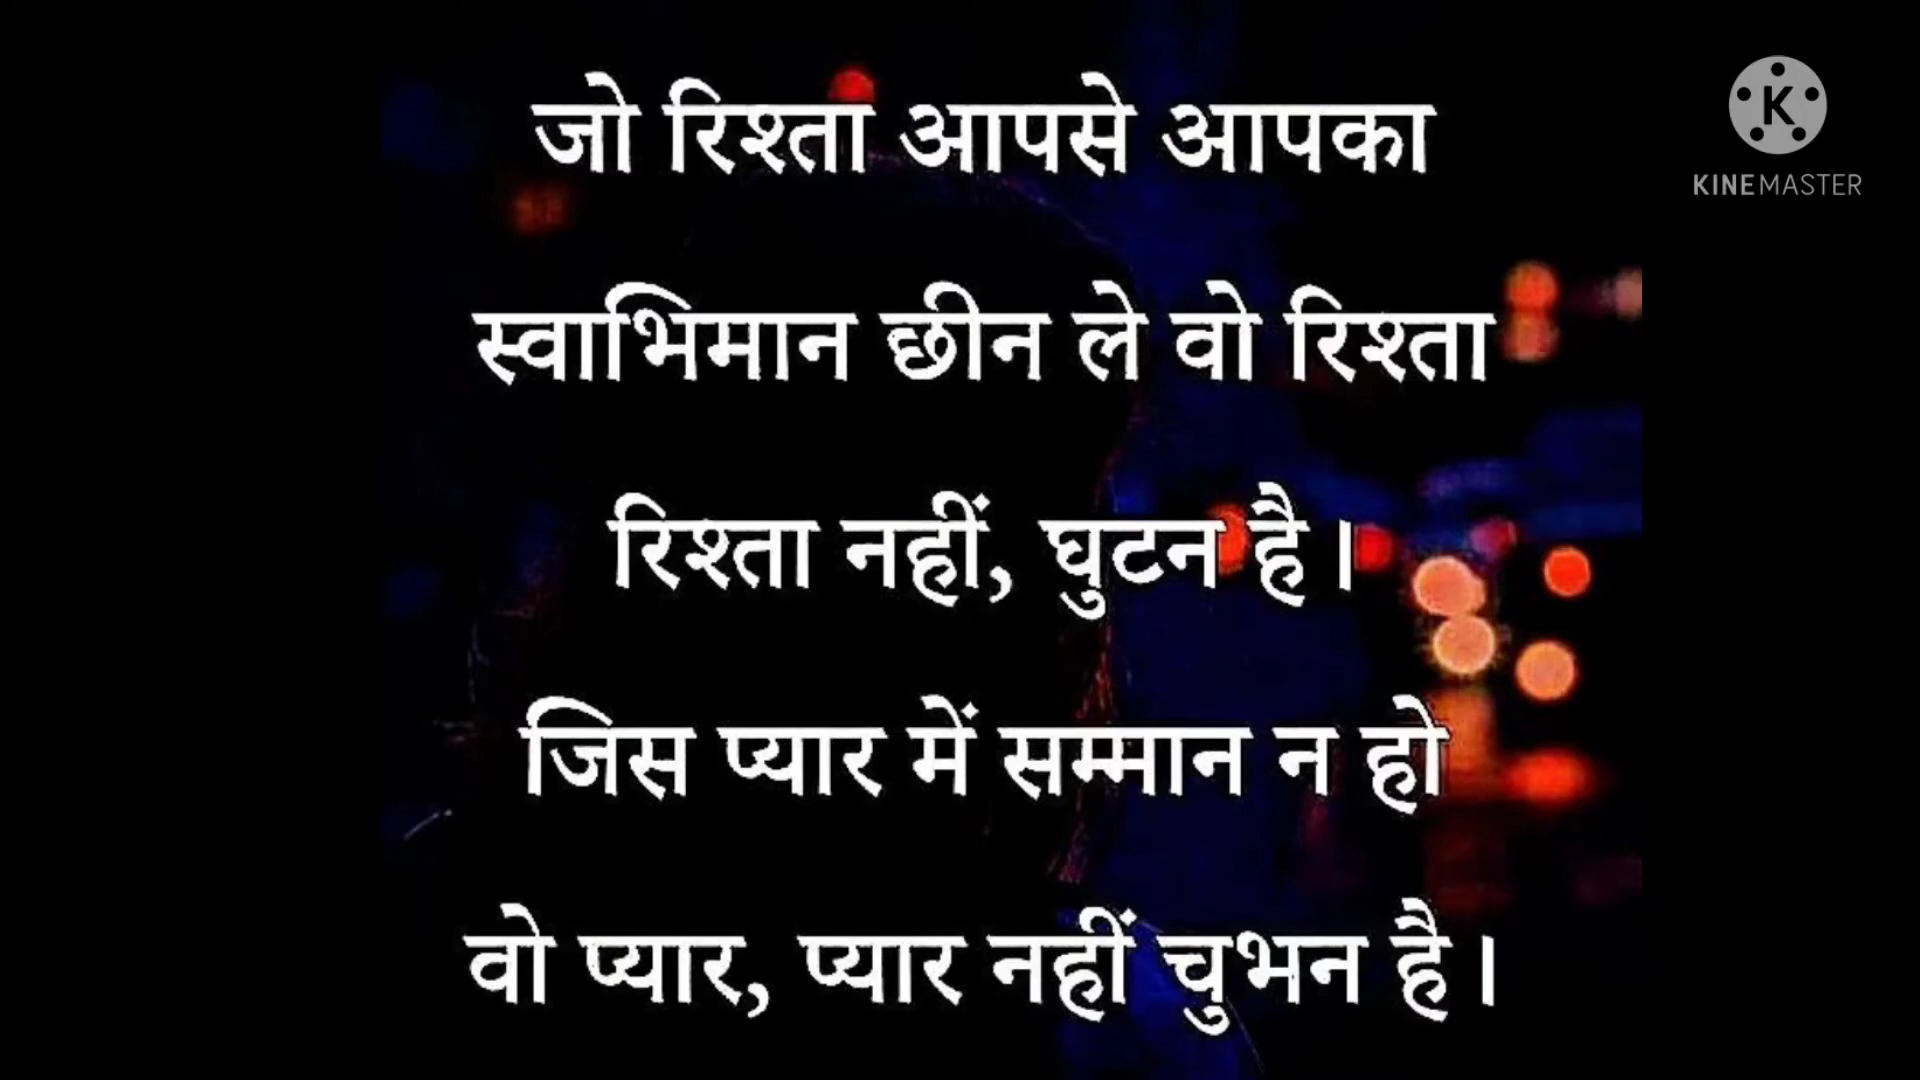 जो रिश्ता आपसे आपका
स्वाभिमान छीन ले वो रिश्ता
रिश्ता नहीं, घुटन है।
जिस प्यार में सम्मान न हो
वो प्यार, प्यार नहीं चुभन है।
K
KINEMASTER